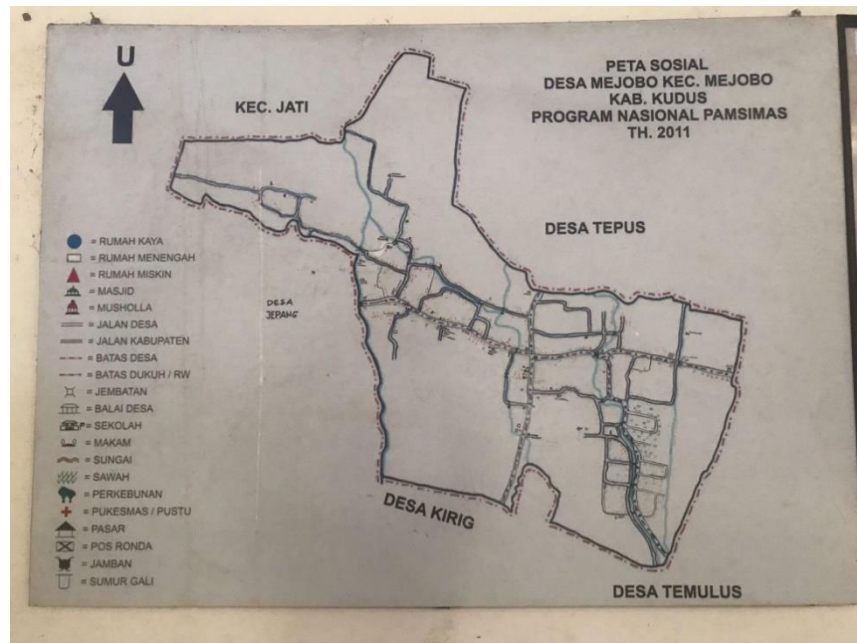 U
PETA SOSIAL
DESA MEJOBO KEC. MEJOBO
KAB. KUDUS
PROGRAM NASIONAL PAMSIMAS
TH. 2011
KEC. JATI
DESA TEPUS
DESA
JEPANG
= RUMAH KAYA
= RUMAH MENENGAH
= RUMAH MISKIN
= MASJID
= MUSHOLLA
= JALAN DESA
= JALAN KABUPATEN
= BATAS DESA
= BATAS DUKUH / RW
= JEMBATAN
= BALAI DESA
= SEKOLAH
= MAKAM
= SUNGAI
= SAWAH
= PERKEBUNAN
= PUKESMAS / PUSTU
= PASAR
= POS RONDA
= JAMBAN
= SUMUR GALI
DESA KIRIG
DESA TEMULUS